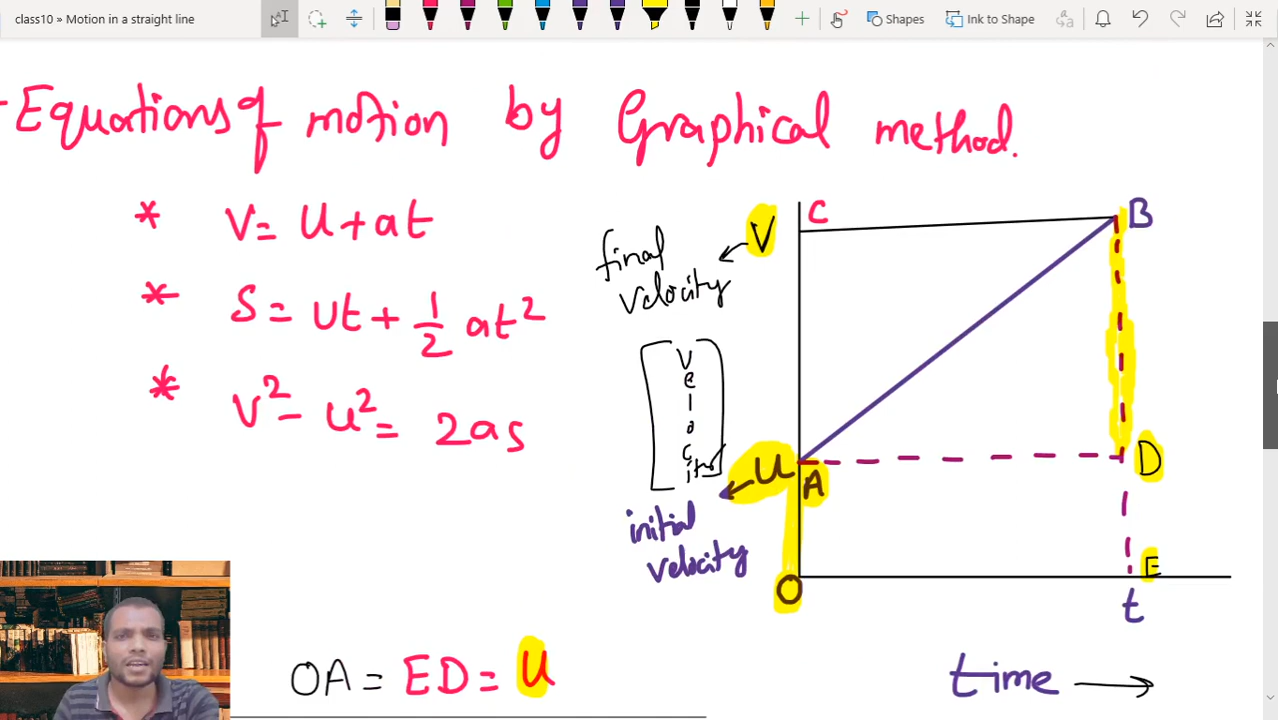 class10 » Motion in a straight line
Shapes
Ink to Shape
Equations of motion by Graphical method.
* V = U + at
* S = ut + 1/2 at²
* V² - u² = 2as
C
B
V
final
velocity
Velocity
U
A
D
initial
velocity
O
E
t
OA = ED = U
time